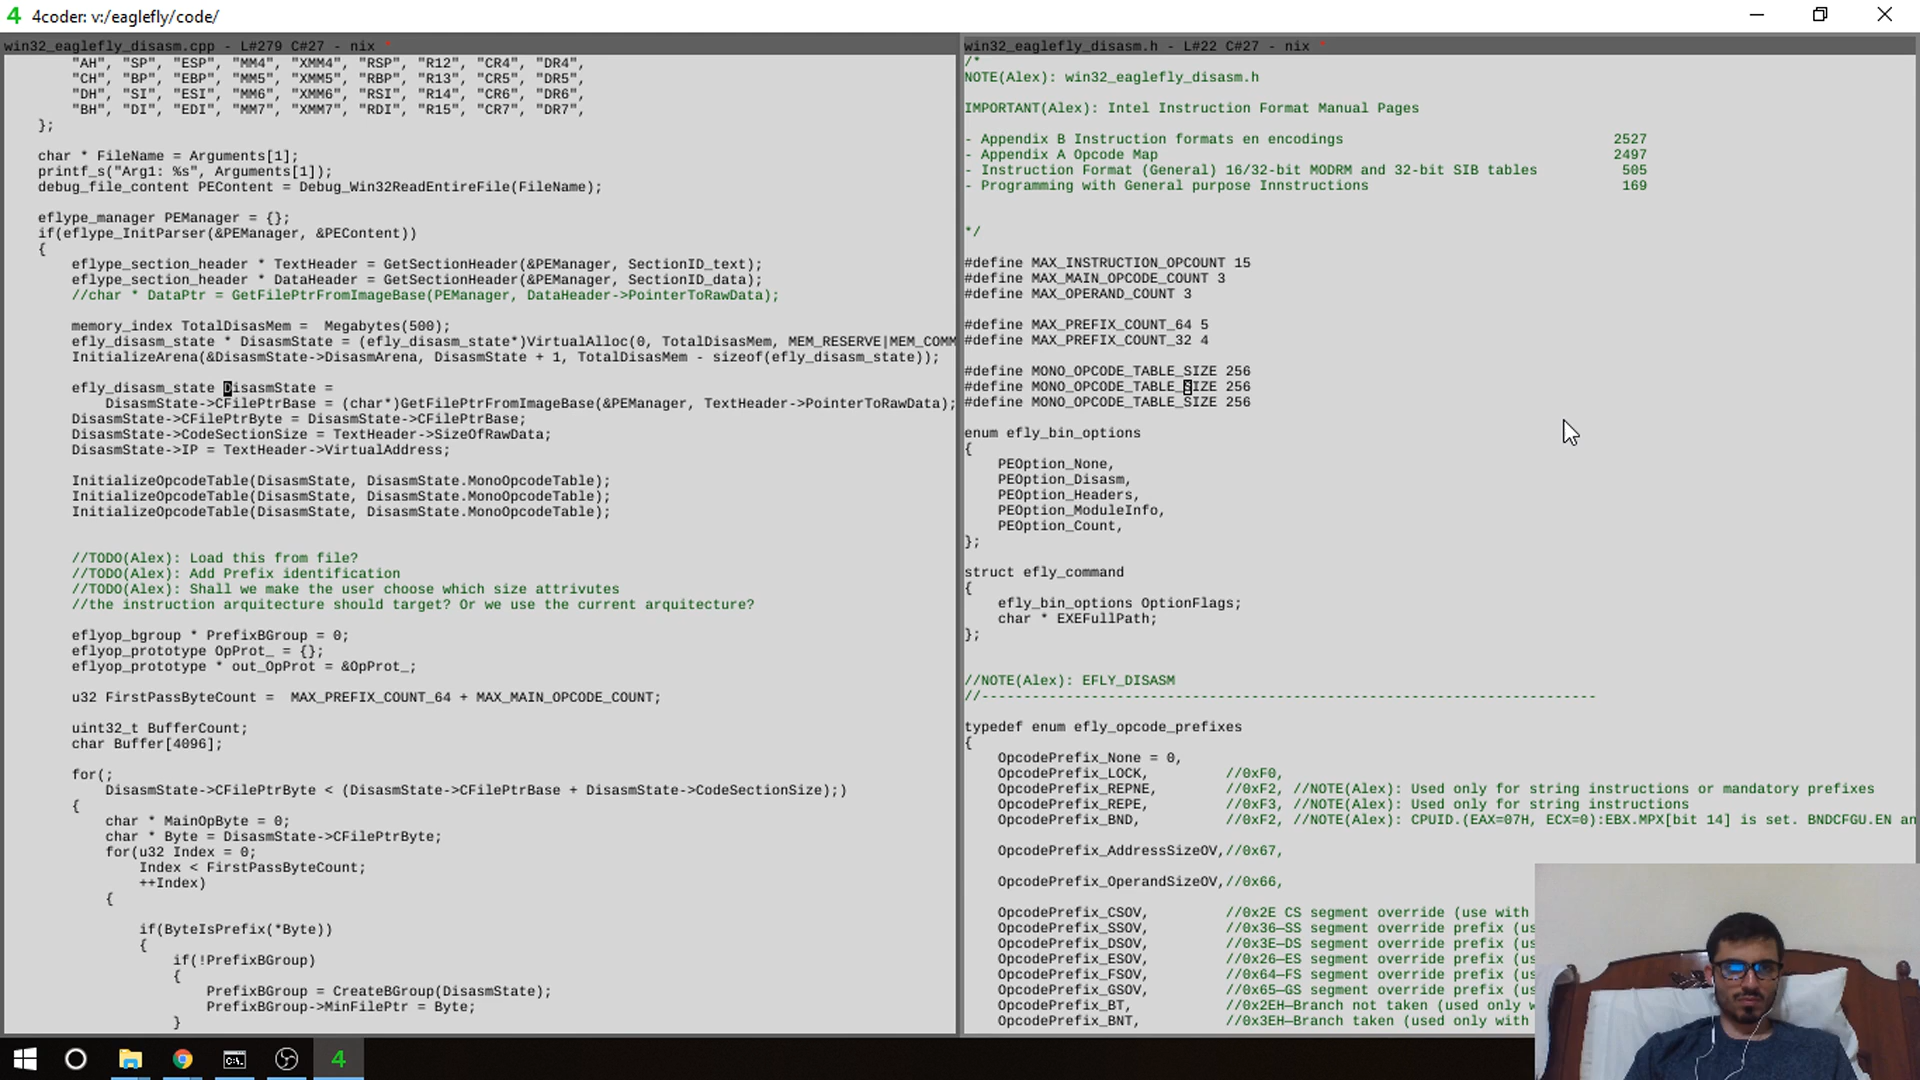 4 4coder: v:/eaglefly/code/
win32_eaglefly_disasm.cpp - L#279 C#27 - nix *
"AH", "SP", "ESP", "MM4", "XMM4", "RSP", "R12", "CR4", "DR4",
"CH", "BP", "EBP", "MM5", "XMM5", "RBP", "R13", "CR5", "DR5",
"DH", "SI", "ESI", "MM6", "XMM6", "RSI", "R14", "CR6", "DR6",
"BH", "DI", "EDI", "MM7", "XMM7", "RDI", "R15", "CR7", "DR7",
};
char * FileName = Arguments[1];
printf_s("Arg1: %s", Arguments[1]);
debug_file_content PEContent = Debug_Win32ReadEntireFile(FileName);
eflype_manager PEManager = {};
if(eflype_InitParser(&PEManager, &PEContent))
{
eflype_section_header * TextHeader = GetSectionHeader(&PEManager, SectionID_text);
eflype_section_header * DataHeader = GetSectionHeader(&PEManager, SectionID_data);
//char * DataPtr = GetFilePtrFromImageBase(PEManager, DataHeader->PointerToRawData);
memory_index TotalDisasMem =  Megabytes(500);
efly_disasm_state * DisasmState = (efly_disasm_state*)VirtualAlloc(0, TotalDisasMem, MEM_RESERVE|MEM_COMM
InitializeArena(&DisasmState->DisasmArena, DisasmState + 1, TotalDisasMem - sizeof(efly_disasm_state));
efly_disasm_state DisasmState =
DisasmState->CFilePtrBase = (char*)GetFilePtrFromImageBase(&PEManager, TextHeader->PointerToRawData);
DisasmState->CFilePtrByte = DisasmState->CFilePtrBase;
DisasmState->CodeSectionSize = TextHeader->SizeOfRawData;
DisasmState->IP = TextHeader->VirtualAddress;
InitializeOpcodeTable(DisasmState, DisasmState.MonoOpcodeTable);
InitializeOpcodeTable(DisasmState, DisasmState.MonoOpcodeTable);
InitializeOpcodeTable(DisasmState, DisasmState.MonoOpcodeTable);
//TODO(Alex): Load this from file?
//TODO(Alex): Add Prefix identification
//TODO(Alex): Shall we make the user choose which size attrivutes
//the instruction arquitecture should target? Or we use the current arquitecture?
eflyop_bgroup * PrefixBGroup = 0;
eflyop_prototype OpProt_ = {};
eflyop_prototype * out_OpProt = &OpProt_;
u32 FirstPassByteCount =  MAX_PREFIX_COUNT_64 + MAX_MAIN_OPCODE_COUNT;
uint32_t BufferCount;
char Buffer[4096];
for(;
DisasmState->CFilePtrByte < (DisasmState->CFilePtrBase + DisasmState->CodeSectionSize);)
{
char * MainOpByte = 0;
char * Byte = DisasmState->CFilePtrByte;
for(u32 Index = 0;
Index < FirstPassByteCount;
++Index)
{
if(ByteIsPrefix(*Byte))
{
if(!PrefixBGroup)
{
PrefixBGroup = CreateBGroup(DisasmState);
PrefixBGroup->MinFilePtr = Byte;
}
win32_eaglefly_disasm.h - L#22 C#27 - nix *
/*
NOTE(Alex): win32_eaglefly_disasm.h
IMPORTANT(Alex): Intel Instruction Format Manual Pages
- Appendix B Instruction formats en encodings 2527
- Appendix A Opcode Map 2497
- Instruction Format (General) 16/32-bit MODRM and 32-bit SIB tables 505
- Programming with General purpose Innstructions 169
*/
#define MAX_INSTRUCTION_OPCOUNT 15
#define MAX_MAIN_OPCODE_COUNT 3
#define MAX_OPERAND_COUNT 3
#define MAX_PREFIX_COUNT_64 5
#define MAX_PREFIX_COUNT_32 4
#define MONO_OPCODE_TABLE_SIZE 256
#define MONO_OPCODE_TABLE_SIZE 256
#define MONO_OPCODE_TABLE_SIZE 256
enum efly_bin_options
{
PEOption_None,
PEOption_Disasm,
PEOption_Headers,
PEOption_ModuleInfo,
PEOption_Count,
};
struct efly_command
{
efly_bin_options OptionFlags;
char * EXEFullPath;
};
//NOTE(Alex): EFLY_DISASM
//--------------------------------------------------------------------------
typedef enum efly_opcode_prefixes
{
OpcodePrefix_None = 0,
OpcodePrefix_LOCK, //0xF0,
OpcodePrefix_REPNE, //0xF2, //NOTE(Alex): Used only for string instructions or mandatory prefixes
OpcodePrefix_REPE, //0xF3, //NOTE(Alex): Used only for string instructions
OpcodePrefix_BND, //0xF2, //NOTE(Alex): CPUID.(EAX=07H, ECX=0):EBX.MPX[bit 14] is set. BNDCFGU.EN an
OpcodePrefix_AddressSizeOV,//0x67,
OpcodePrefix_OperandSizeOV,//0x66,
OpcodePrefix_CSOV, //0x2E CS segment override (use with
OpcodePrefix_SSOV, //0x36—SS segment override prefix (us
OpcodePrefix_DSOV, //0x3E—DS segment override prefix (us
OpcodePrefix_ESOV, //0x26—ES segment override prefix (us
OpcodePrefix_FSOV, //0x64—FS segment override prefix (us
OpcodePrefix_GSOV, //0x65—GS segment override prefix (us
OpcodePrefix_BT, //0x2EH—Branch not taken (used only w
OpcodePrefix_BNT, //0x3EH—Branch taken (used only with
4